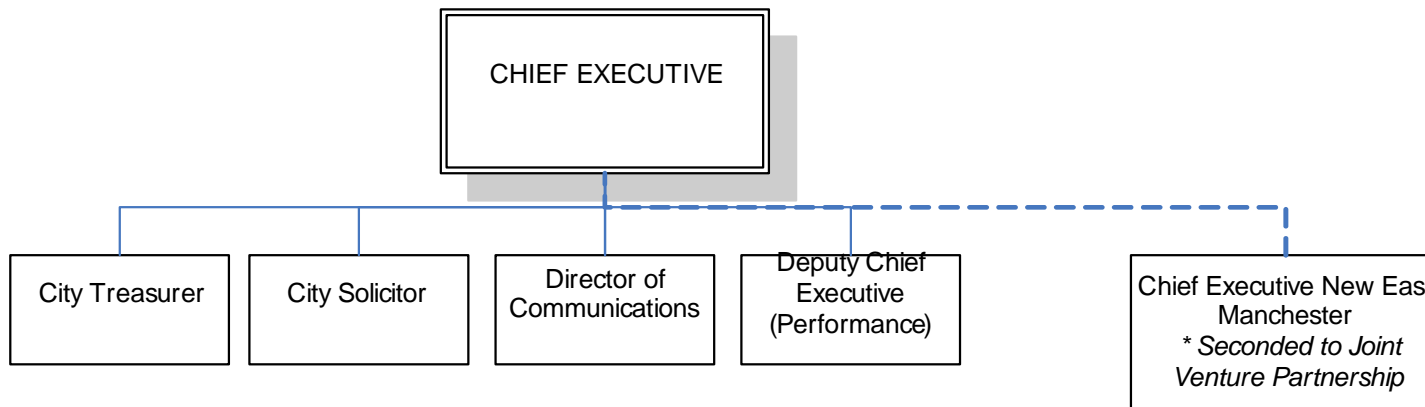 CHIEF EXECUTIVE
City Treasurer
City Solicitor
Director of
Communications
Deputy Chief
Executive
(Performance)
Chief Executive New Eas
Manchester
* Seconded to Joint
Venture Partnership